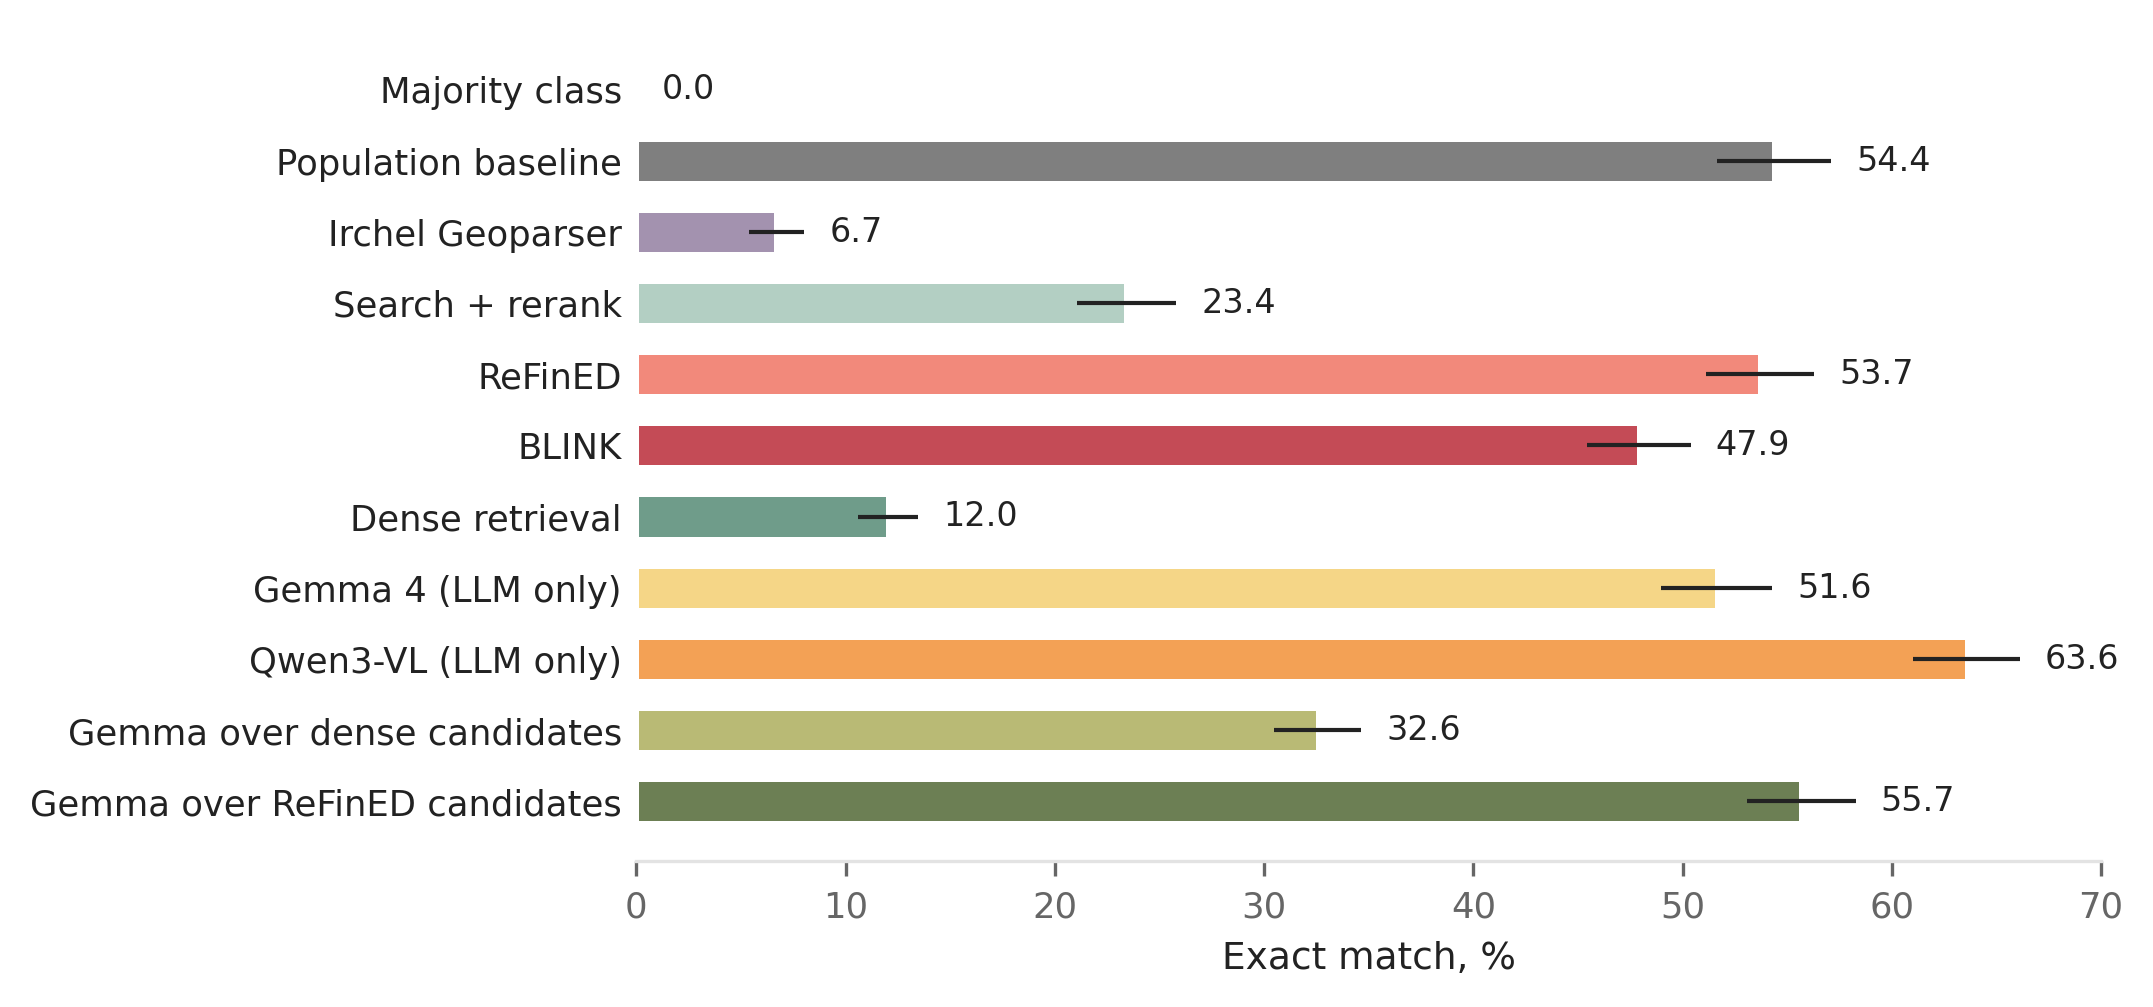 Majority class 0.0
Population baseline 54.4
Irchel Geoparser 6.7
Search + rerank 23.4
ReFinED 53.7
BLINK 47.9
Dense retrieval 12.0
Gemma 4 (LLM only) 51.6
Qwen3-VL (LLM only) 63.6
Gemma over dense candidates 32.6
Gemma over ReFinED candidates 55.7
0 10 20 30 40 50 60 70
Exact match, %